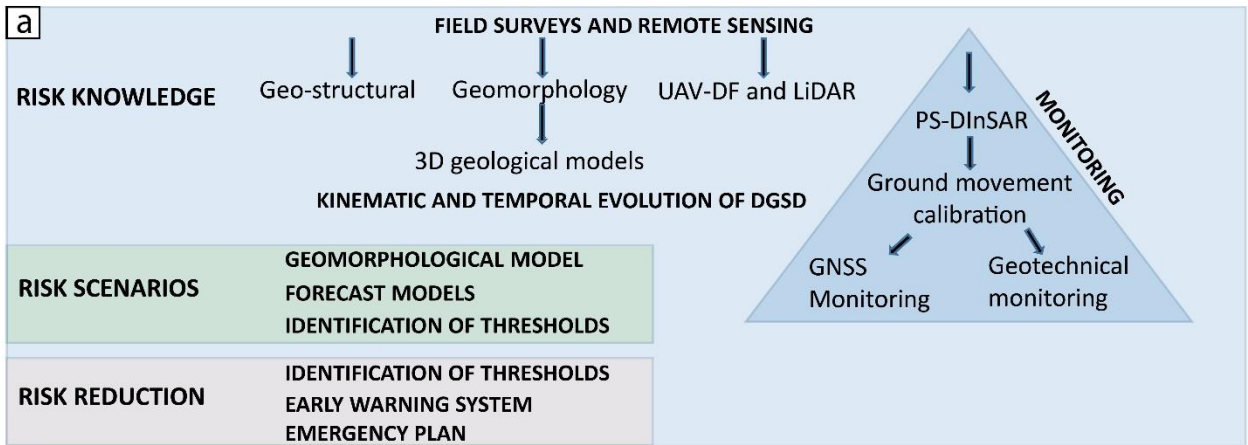 a
FIELD SURVEYS AND REMOTE SENSING
RISK KNOWLEDGE
Geo-structural
Geomorphology
UAV-DF and LiDAR
3D geological models
KINEMATIC AND TEMPORAL EVOLUTION OF DGSD
MONITORING
PS-DInSAR
Ground movement
calibration
GNSS
Monitoring
Geotechnical
monitoring
RISK SCENARIOS
GEOMORPHOLOGICAL MODEL
FORECAST MODELS
IDENTIFICATION OF THRESHOLDS
RISK REDUCTION
IDENTIFICATION OF THRESHOLDS
EARLY WARNING SYSTEM
EMERGENCY PLAN